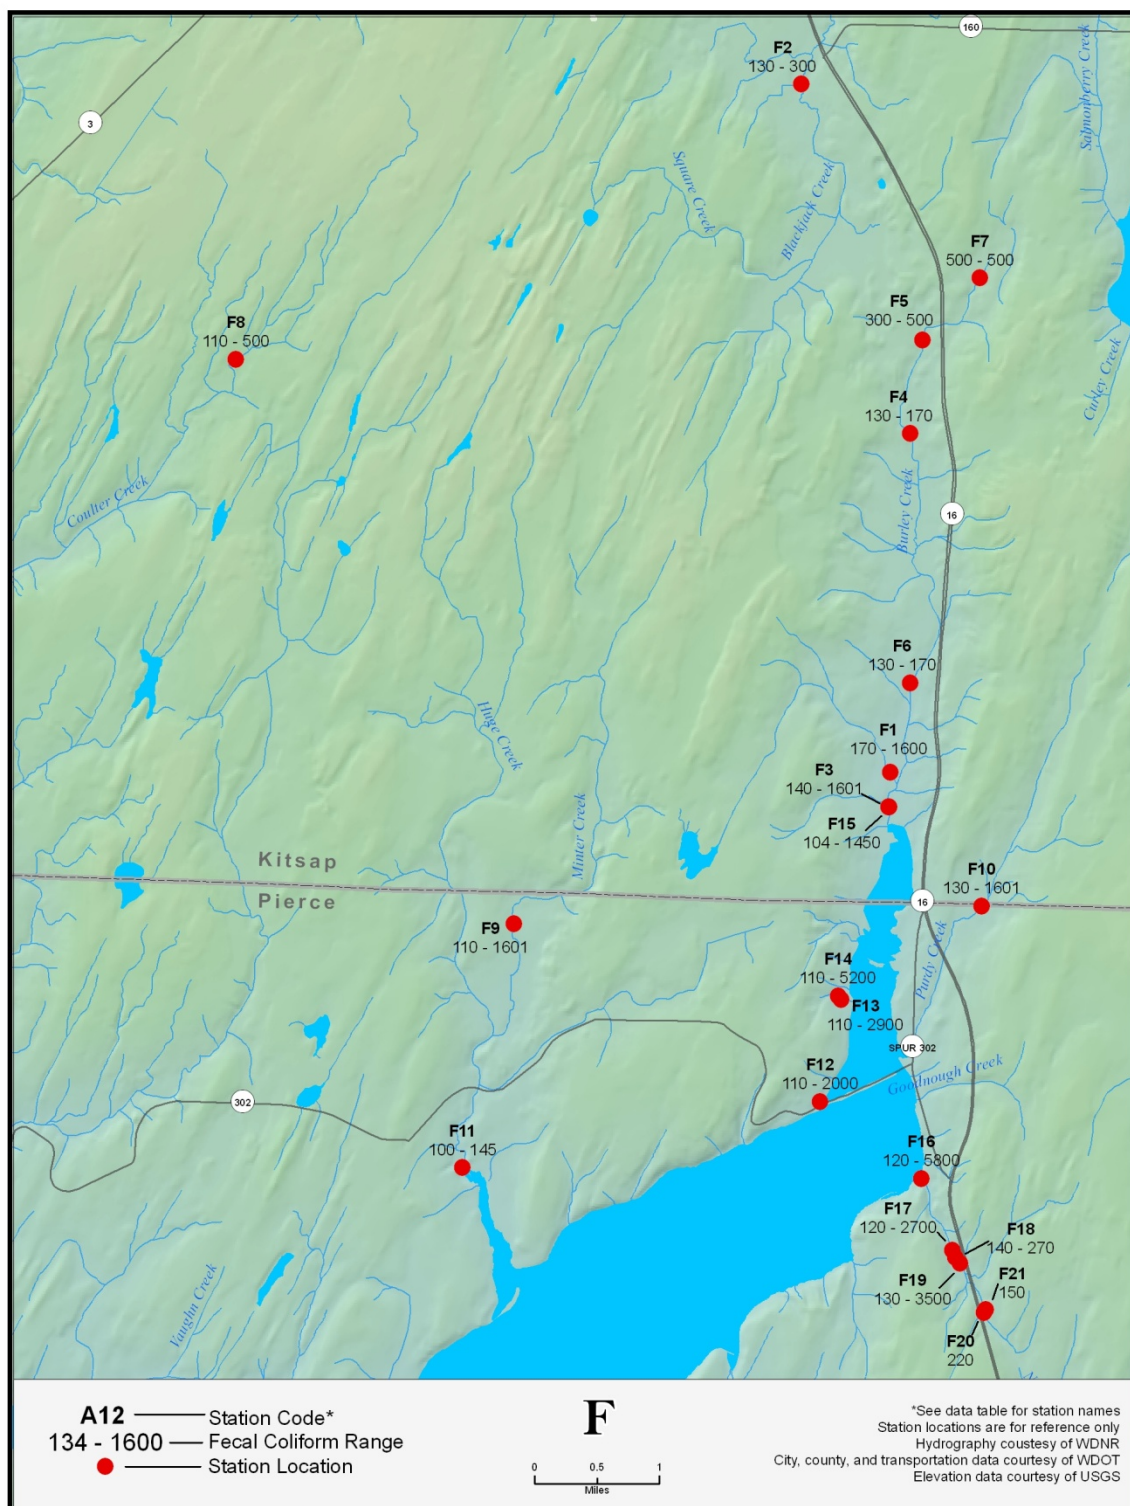 160
F2
130 - 300
3
Salmonberry Creek
Square Creek
Blackjack Creek
F7
500 - 500
F5
300 - 500
F8
110 - 500
Curley Creek
F4
130 - 170
Coulter Creek
16
Burley Creek
F6
130 - 170
Huge Creek
F1
170 - 1600
F3
140 - 1601
Minter Creek
F15
104 - 1450
Kitsap
Pierce
F10
130 - 1601
16
F9
110 - 1601
Purdy Creek
F14
110 - 5200
F13
110 - 2900
SPUR 302
F12
110 - 2000
Goodnough Creek
302
F11
100 - 145
F16
120 - 5800
F17
120 - 2700
F18
140 - 270
F19
130 - 3500
F21
150
Vaughn Creek
F20
220
A12 Station Code*
134 - 1600 Fecal Coliform Range
Station Location
F
0 0.5 1
Miles
*See data table for station names
Station locations are for reference only
Hydrography coustesy of WDNR
City, county, and transportation data courtesy of WDOT
Elevation data courtesy of USGS